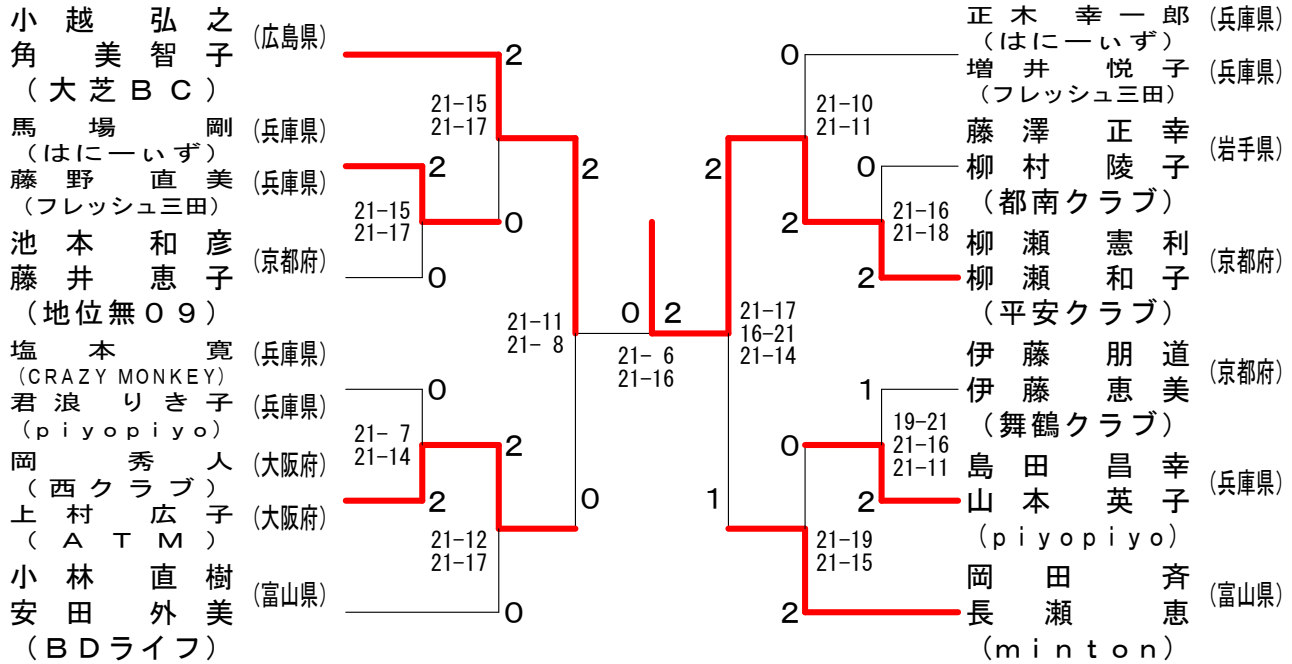 小越 弘之
角 美智子
(広島県)
(大芝BC)
馬場 剛
(兵庫県)
(はにーぃず)
藤野 直美
(兵庫県)
(フレッシュ三田)
池本 和彦
藤井 恵子
(京都府)
(地位無09)
塩本 寛
(兵庫県)
(CRAZY MONKEY)
君浪 りき子
(兵庫県)
(piyopiyo)
岡 秀人
(大阪府)
(西クラブ)
上村 広子
(大阪府)
(ATM)
小林 直樹
安田 外美
(富山県)
(BDライフ)
2
21-15
21-17
2
21-15
21-17
0
0
2
21-11
21- 8
0
21- 7
21-14
2
2
21-12
21-17
0
0
0
2
21- 6
21-16
2
21-17
16-21
21-14
1
0
21-10
21-11
2
0
21-16
21-18
2
1
19-21
21-16
21-11
0
2
21-19
21-15
2
正木 幸一郎
(兵庫県)
(はにーぃず)
増井 悦子
(兵庫県)
(フレッシュ三田)
藤澤 正幸
柳村 陵子
(岩手県)
(都南クラブ)
柳瀬 憲利
柳瀬 和子
(京都府)
(平安クラブ)
伊藤 朋道
伊藤 恵美
(京都府)
(舞鶴クラブ)
島田 昌幸
山本 英子
(兵庫県)
(piyopiyo)
岡田 斉
長瀬 恵
(富山県)
(minton)